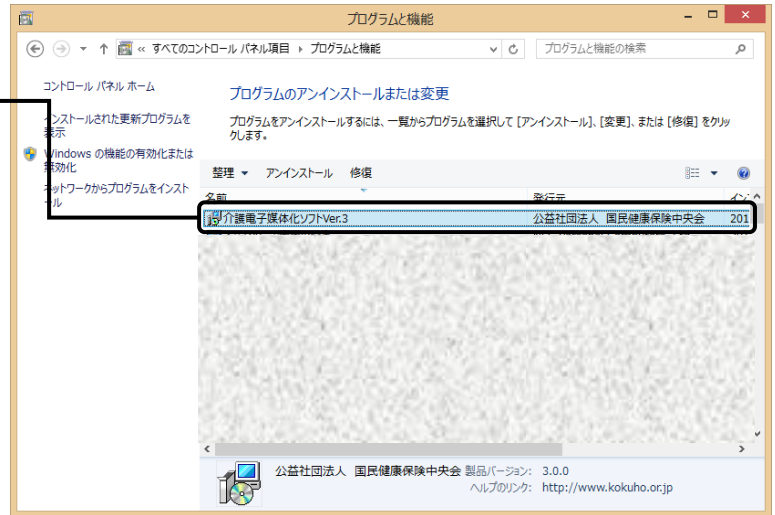 プログラムと機能
« すべてのコントロール パネル項目 › プログラムと機能
プログラムと機能の検索
コントロール パネル ホーム
インストールされた更新プログラムを
表示
Windows の機能の有効化または
無効化
ネットワークからプログラムをインスト
ール
プログラムのアンインストールまたは変更
プログラムをアンインストールするには、一覧からプログラムを選択して [アンインストール]、[変更]、または [修復] をクリッ
クします。
整理 アンインストール 修復
名前 発行元 イン
介護電子媒体化ソフトVer.3 公益社団法人 国民健康保険中央会 201
公益社団法人 国民健康保険中央会 製品バージョン: 3.0.0
ヘルプのリンク: http://www.kokuho.or.jp